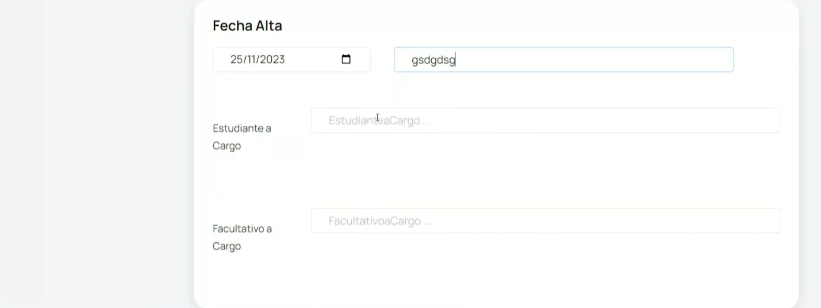 Fecha Alta
25/11/2023 gsdgdsg
EstudianteaCargo ...
Estudiante a
Cargo
FacultativoaCargo ...
Facultativo a
Cargo